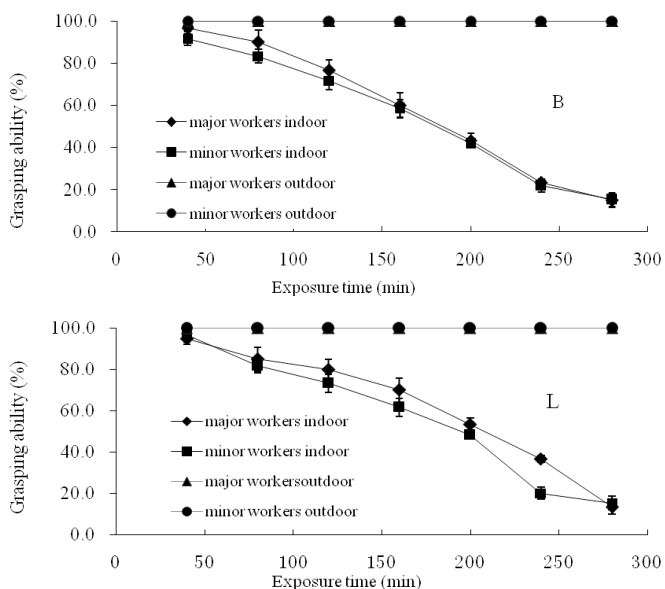 100.0
80.0
60.0
40.0
20.0
0.0
Grasping ability (%)
B
major workers indoor
minor workers indoor
major workers outdoor
minor workers outdoor
0 50 100 150 200 250 300
Exposure time (min)
100.0
80.0
60.0
40.0
20.0
0.0
Grasping ability (%)
L
major workers indoor
minor workers indoor
major workersoutdoor
minor workers outdoor
0 50 100 150 200 250 300
Exposure time (min)